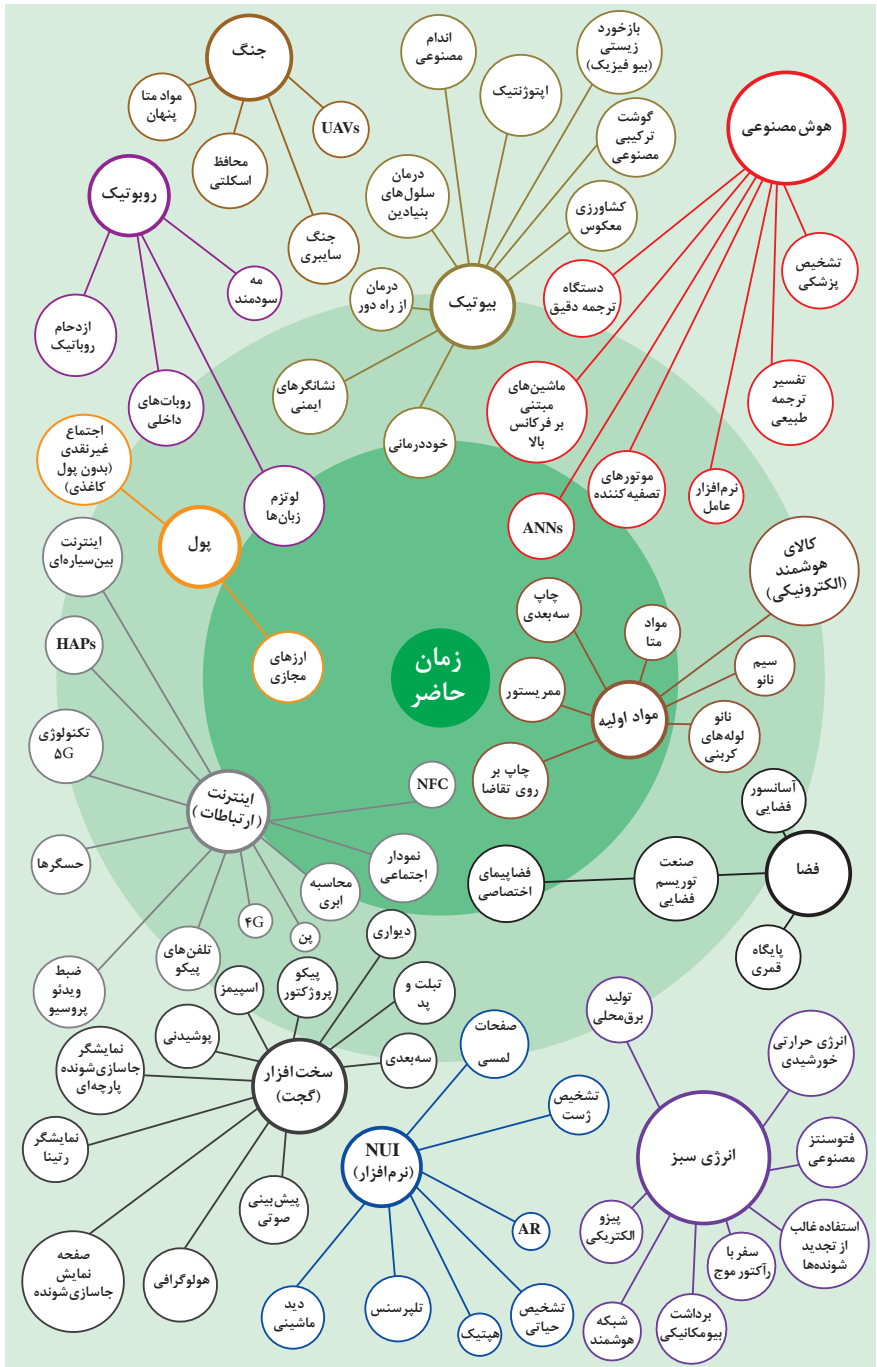 جنگ
مواد متا
پنهان
محافظ
اسکلتی
جنگ
سایبری
UAVs
روبوتیک
ازدحام
روباتیک
روبات‌های
داخلی
لوتزم
زبان‌ها
مه
سودمند
بیوتیک
اندام
مصنوعی
اپتوژنتیک
بازخورد
زیستی
(بیو فیزیک)
گوشت
ترکیبی
مصنوعی
کشاورزی
معکوس
درمان
سلول‌های
بنیادین
درمان
از راه دور
نشانگرهای
ایمنی
خوددرمانی
هوش مصنوعی
تشخیص
پزشکی
دستگاه
ترجمه دقیق
تفسیر
ترجمه
طبیعی
ماشین‌های
مبتنی
بر فرکانس
بالا
موتورهای
تصفیه‌کننده
نرم‌افزار
عامل
ANNs
پول
اجتماع
غیرنقدی
(بدون پول
کاغذی)
ارزهای
مجازی
زمان
حاضر
مواد اولیه
کالای
هوشمند
(الکترونیکی)
چاپ
سه‌بعدی
مواد
متا
سیم
نانو
ممریستور
نانو
لوله‌های
کربنی
چاپ بر
روی تقاضا
اینترنت
(ارتباطات)
اینترنت
بین‌سیاره‌ای
HAPs
تکنولوژی
۵G
حسگرها
ضبط
ویدئو
پروسیو
تلفن‌های
پیکو
۴G
پن
محاسبه
ابری
نمودار
اجتماعی
NFC
فضا
آسانسور
فضایی
صنعت
توریسم
فضایی
فضاپیمای
اختصاصی
پایگاه
قمری
سخت‌افزار
(گجت)
دیواری
پیکو
پروژکتور
اسپیمز
تبلت و
پد
پوشیدنی
سه‌بعدی
نمایشگر
جاسازی‌شونده
پارچه‌ای
نمایشگر
رتینا
صفحه
نمایش
جاسازی‌شونده
هولوگرافی
پیش‌بینی
صوتی
NUI
(نرم‌افزار)
صفحات
لمسی
تشخیص
ژست
AR
تشخیص
حیاتی
هپتیک
تلپرسنس
دید
ماشینی
انرژی سبز
تولید
برق‌محلی
انرژی حرارتی
خورشیدی
فتوسنتز
مصنوعی
استفاده غالب
از تجدید
شونده‌ها
سفر با
رآکتور موج
برداشت
بیومکانیکی
شبکه
هوشمند
پیزو
الکتریکی